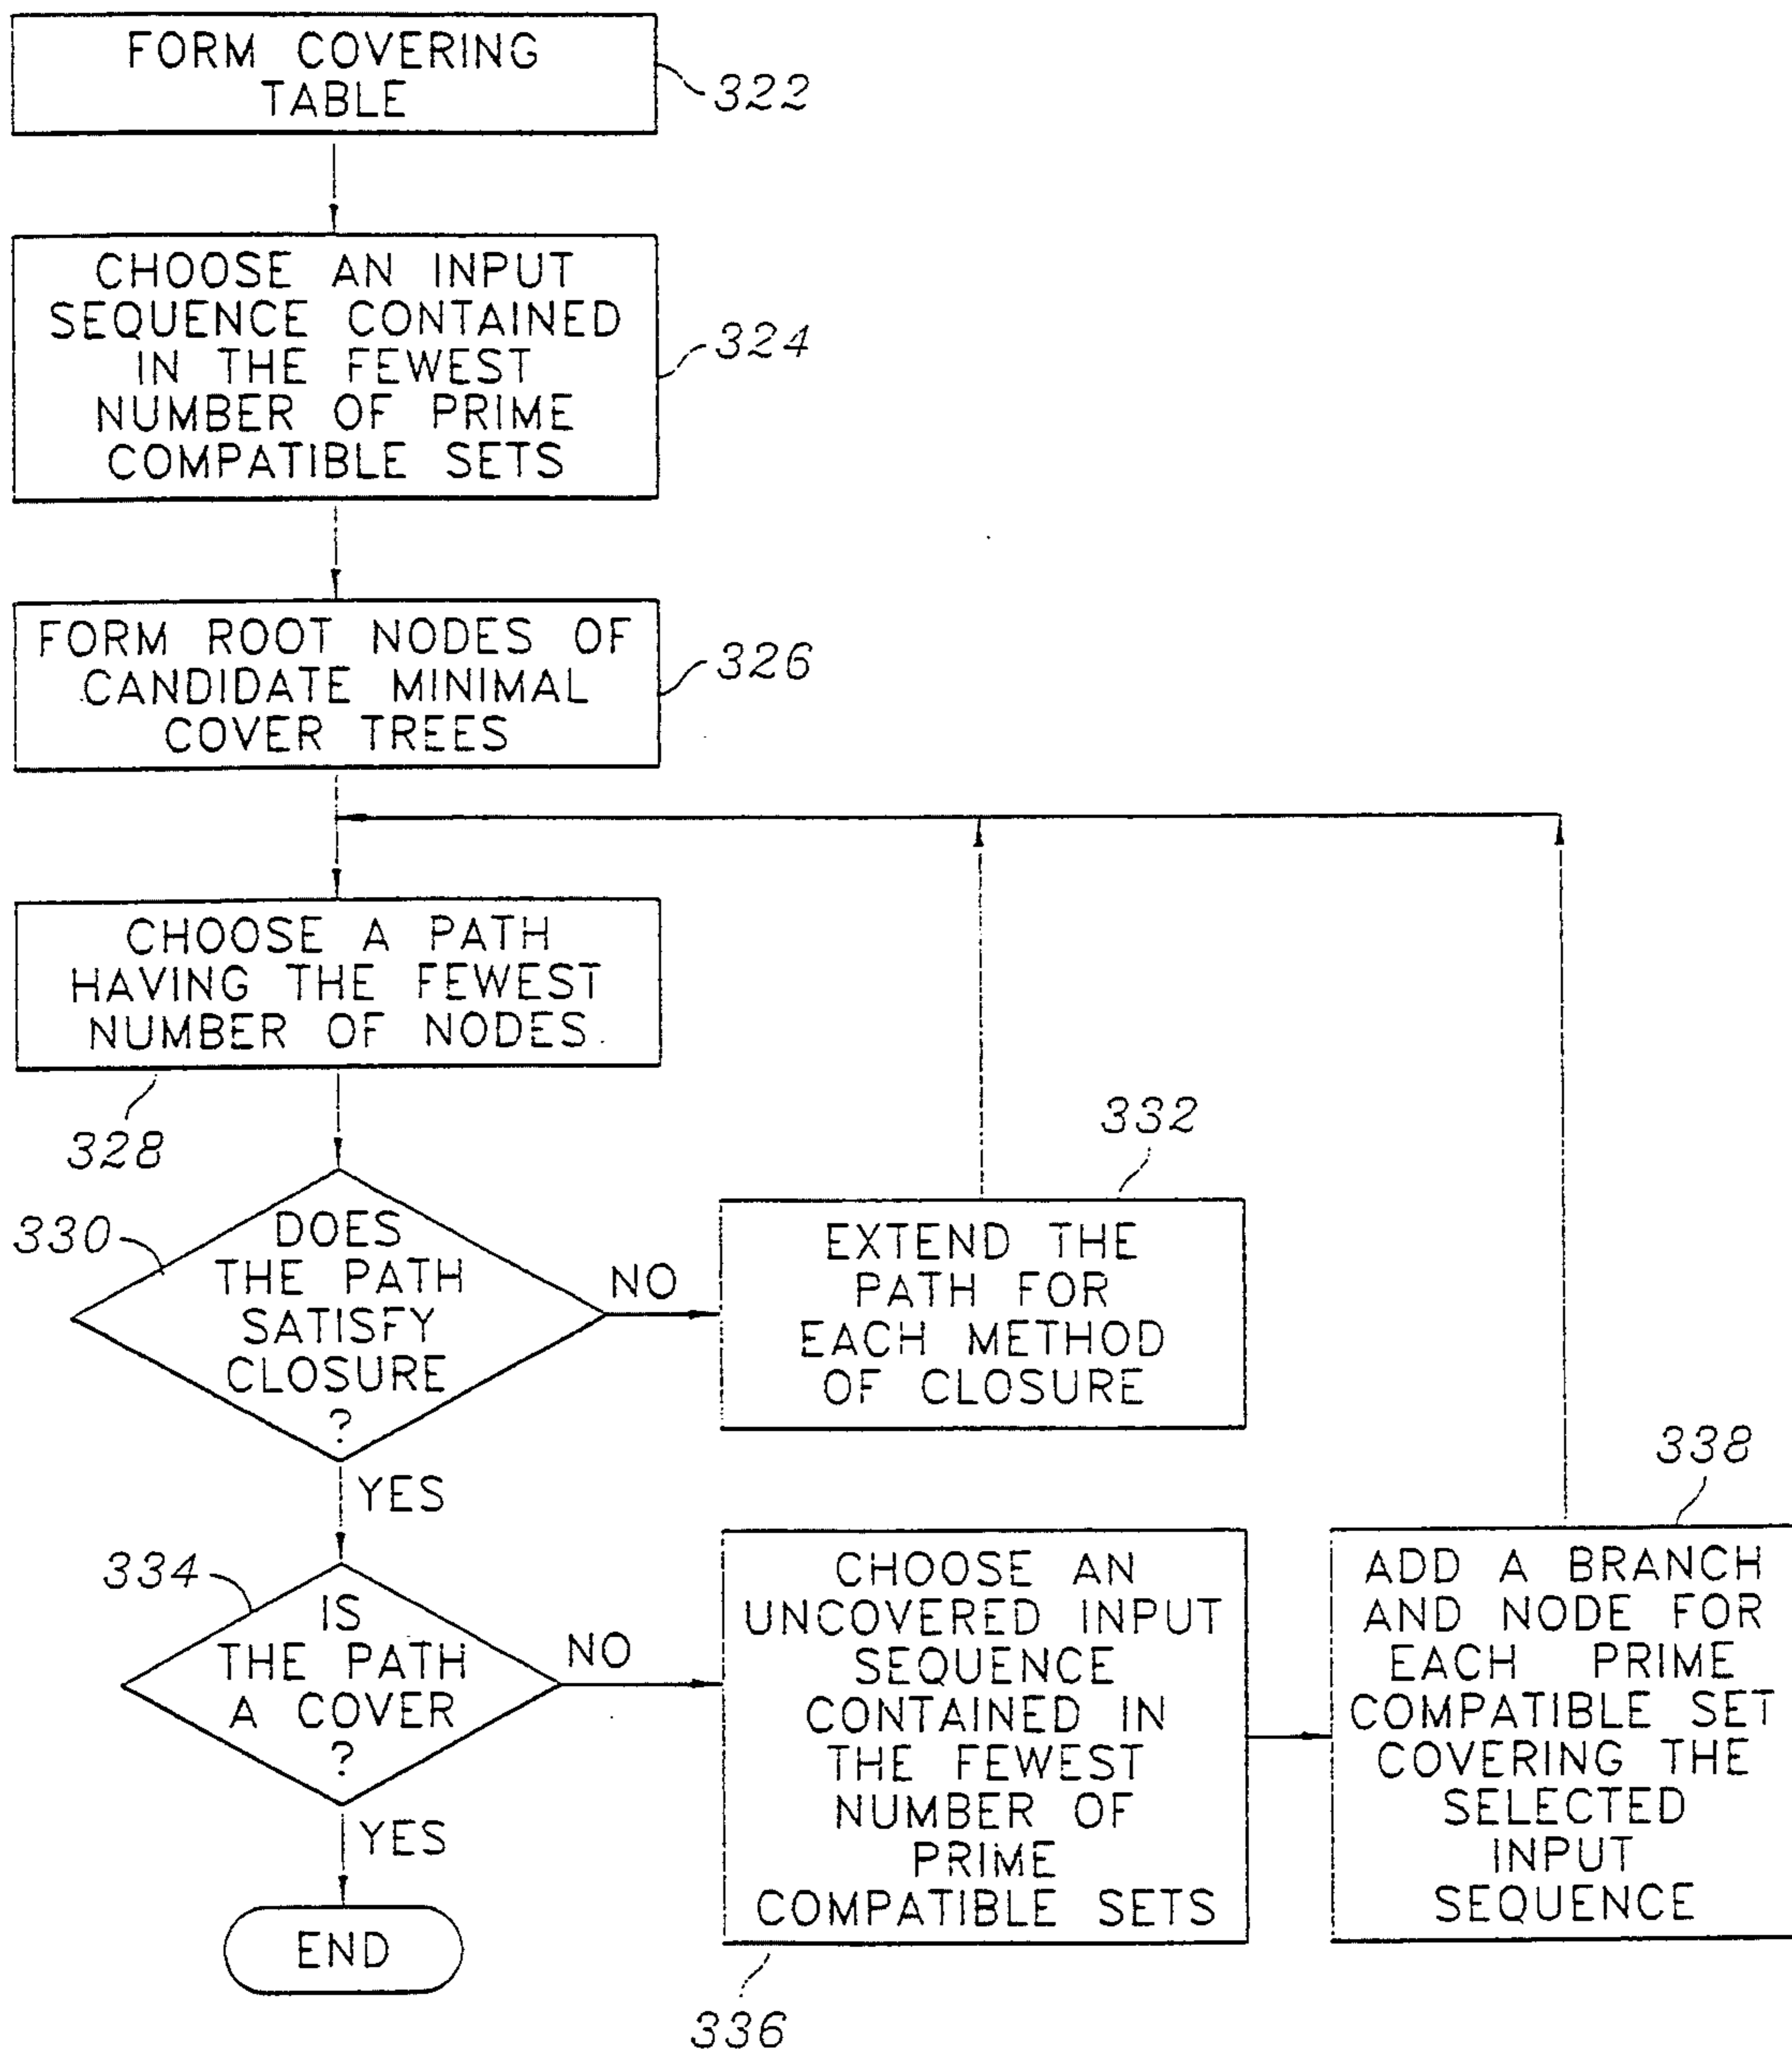 FORM COVERING
TABLE
322
CHOOSE AN INPUT
SEQUENCE CONTAINED
IN THE FEWEST
NUMBER OF PRIME
COMPATIBLE SETS
324
FORM ROOT NODES OF
CANDIDATE MINIMAL
COVER TREES
326
CHOOSE A PATH
HAVING THE FEWEST
NUMBER OF NODES
328
330
DOES
THE PATH
SATISFY
CLOSURE
?
NO
332
EXTEND THE
PATH FOR
EACH METHOD
OF CLOSURE
YES
334
IS
THE PATH
A COVER
?
NO
CHOOSE AN
UNCOVERED INPUT
SEQUENCE
CONTAINED IN
THE FEWEST
NUMBER OF
PRIME
COMPATIBLE SETS
336
338
ADD A BRANCH
AND NODE FOR
EACH PRIME
COMPATIBLE SET
COVERING THE
SELECTED
INPUT
SEQUENCE
YES
END